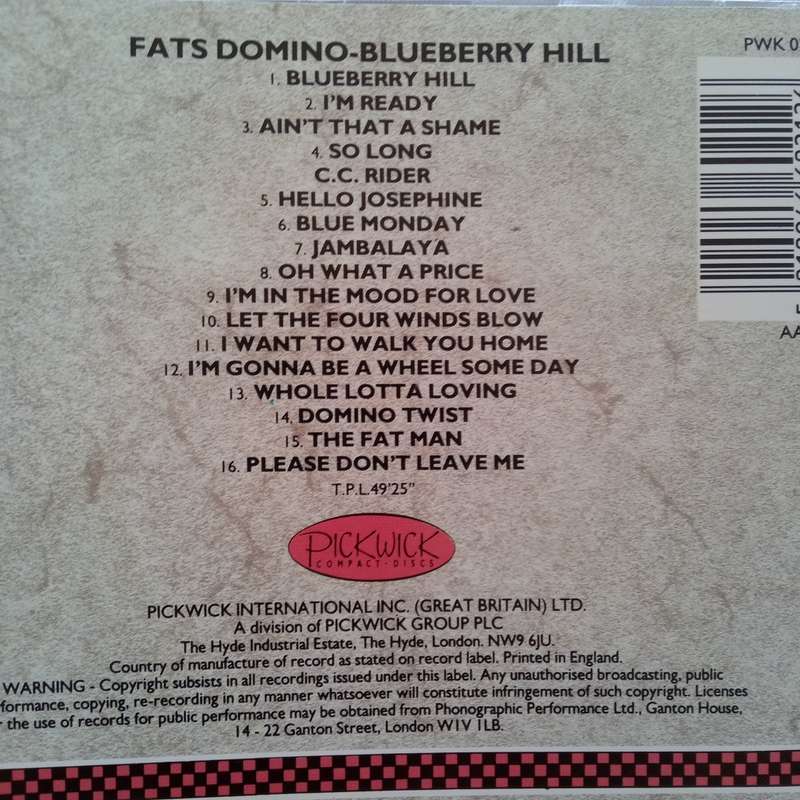 FATS DOMINO-BLUEBERRY HILL
PWK 0
1. BLUEBERRY HILL
2. I'M READY
3. AIN'T THAT A SHAME
4. SO LONG
C.C. RIDER
5. HELLO JOSEPHINE
6. BLUE MONDAY
7. JAMBALAYA
8. OH WHAT A PRICE
9. I'M IN THE MOOD FOR LOVE
10. LET THE FOUR WINDS BLOW
11. I WANT TO WALK YOU HOME
12. I'M GONNA BE A WHEEL SOME DAY
13. WHOLE LOTTA LOVING
14. DOMINO TWIST
15. THE FAT MAN
16. PLEASE DON'T LEAVE ME
T.P.L.49'25"
PICKWICK
COMPACT·DISCS
PICKWICK INTERNATIONAL INC. (GREAT BRITAIN) LTD.
A division of PICKWICK GROUP PLC
The Hyde Industrial Estate, The Hyde, London. NW9 6JU.
Country of manufacture of record as stated on record label. Printed in England.
WARNING - Copyright subsists in all recordings issued under this label. Any unauthorised broadcasting, public
formance, copying, re-recording in any manner whatsoever will constitute infringement of such copyright. Licenses
the use of records for public performance may be obtained from Phonographic Performance Ltd., Ganton House,
14 - 22 Ganton Street, London W1V 1LB.